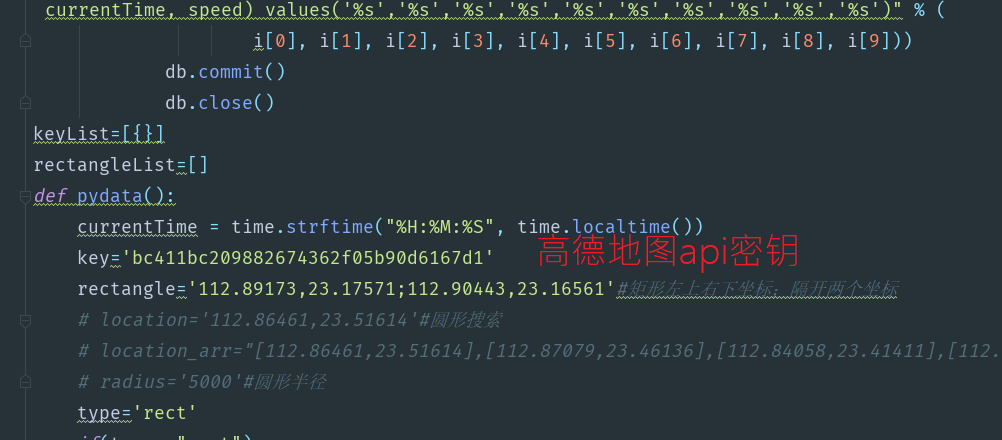 currentTime, speed) values('%s','%s','%s','%s','%s','%s','%s','%s','%s','%s')" % (
i[0], i[1], i[2], i[3], i[4], i[5], i[6], i[7], i[8], i[9]))
db.commit()
db.close()
keyList=[{}]
rectangleList=[]
def pydata():
currentTime = time.strftime("%H:%M:%S", time.localtime())
高德地图api密钥
key='bc411bc209882674362f05b90d6167d1'
rectangle='112.89173,23.17571;112.90443,23.16561'#矩形左上右下坐标；隔开两个坐标
# location='112.86461,23.51614'#圆形搜索
# location_arr="[112.86461,23.51614],[112.87079,23.46136],[112.84058,23.41411],[112.
# radius='5000'#圆形半径
type='rect'